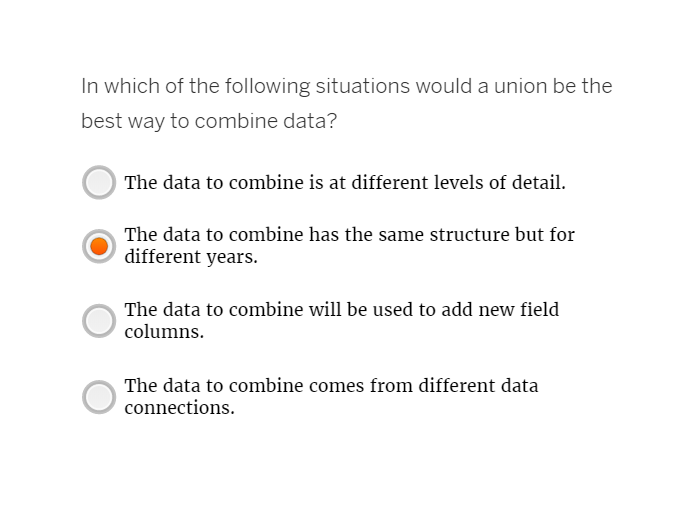 In which of the following situations would a union be the
best way to combine data?
The data to combine is at different levels of detail.
The data to combine has the same structure but for
different years.
The data to combine will be used to add new field
columns.
The data to combine comes from different data
connections.